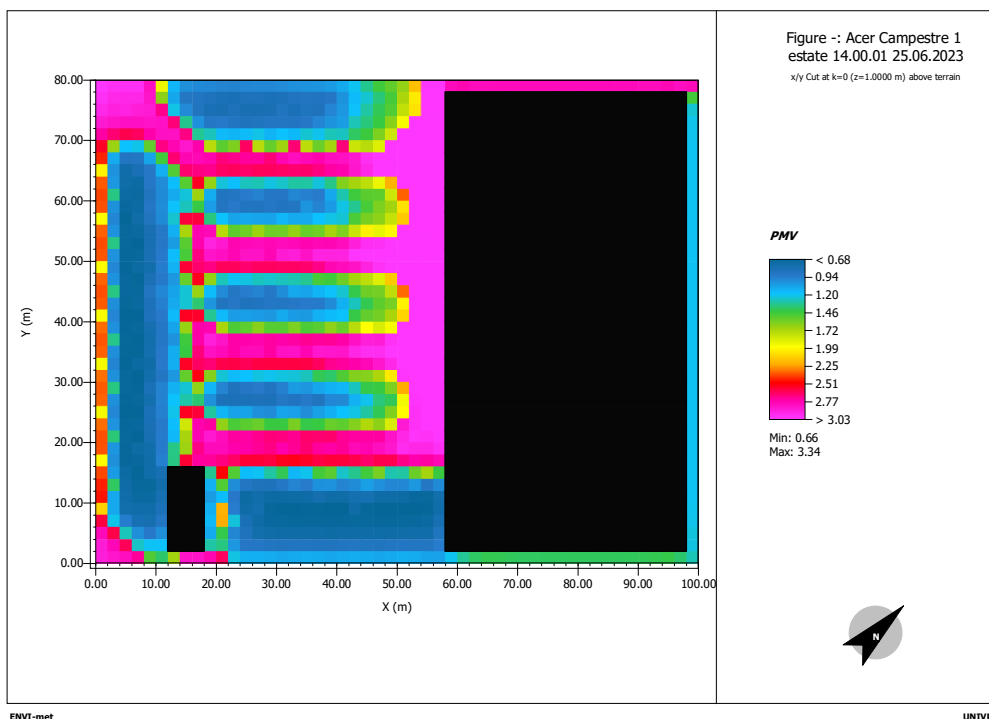 Figure -: Acer Campestre 1
estate 14.00.01 25.06.2023
x/y Cut at k=0 (z=1.0000 m) above terrain
80.00
70.00
60.00
50.00
40.00
30.00
20.00
10.00
0.00
Y (m)
0.00 10.00 20.00 30.00 40.00 50.00 60.00 70.00 80.00 90.00 100.00
X (m)
PMV
< 0.68
0.94
1.20
1.46
1.72
1.99
2.25
2.51
2.77
> 3.03
Min: 0.66
Max: 3.34
N
ENVI-met